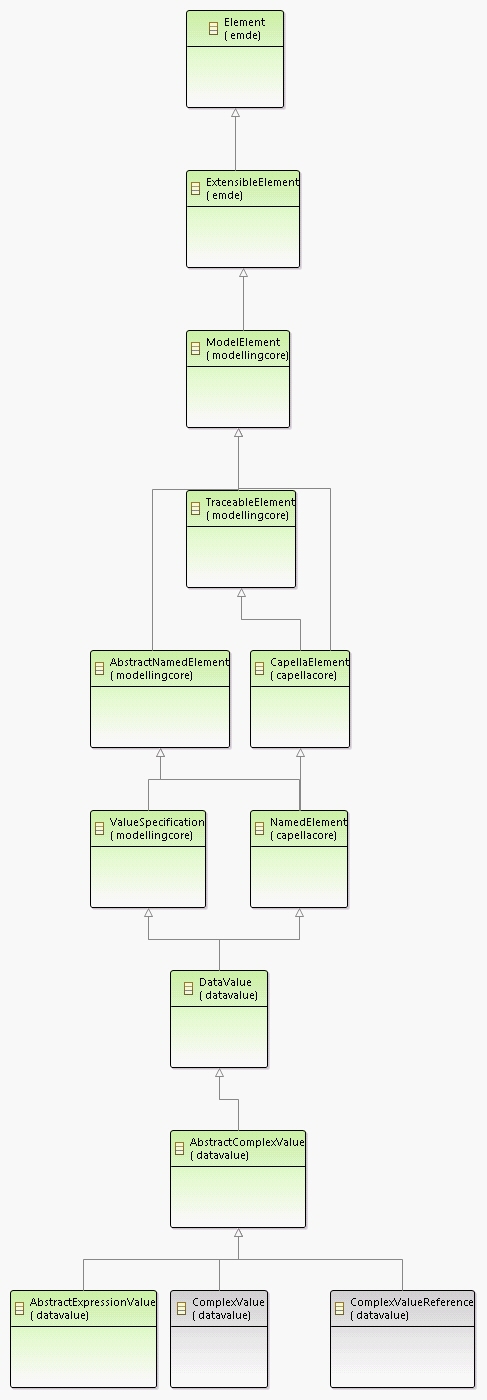 Element
( emde)
ExtensibleElement
( emde)
ModelElement
( modellingcore)
TraceableElement
( modellingcore)
AbstractNamedElement
( modellingcore)
CapellaElement
( capellacore)
ValueSpecification
( modellingcore)
NamedElement
( capellacore)
DataValue
( datavalue)
AbstractComplexValue
( datavalue)
AbstractExpressionValue
( datavalue)
ComplexValue
( datavalue)
ComplexValueReference
( datavalue)